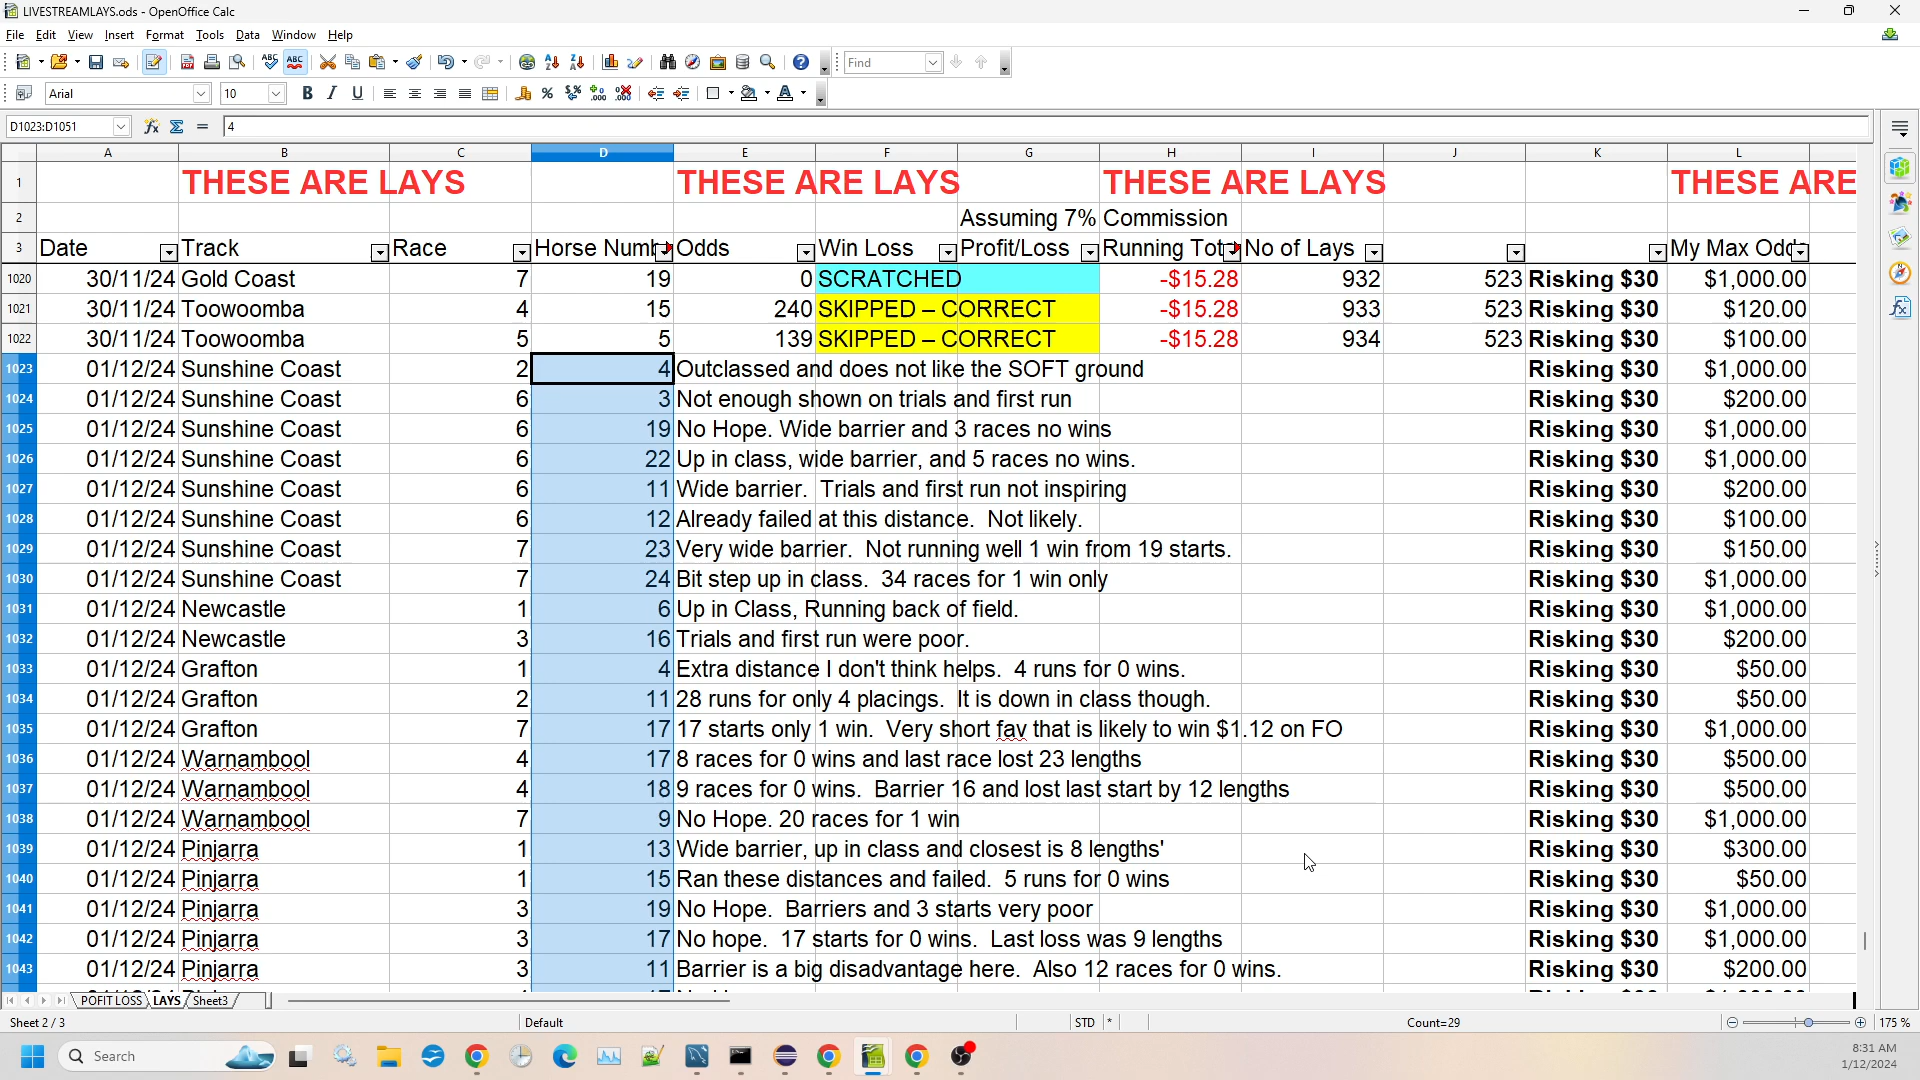 LIVESTREAMLAYS.ods - OpenOffice Calc
File Edit View Insert Format Tools Data Window Help
Find
Arial 10
D1023:D1051 4
A B C D E F G H I J K L
1 THESE ARE LAYS THESE ARE LAYS THESE ARE LAYS THESE ARE
2 Assuming 7% Commission
3 Date Track Race Horse Numb Odds Win Loss Profit/Loss Running Tot No of Lays My Max Odd
1020 30/11/24 Gold Coast 7 19 0 SCRATCHED -$15.28 932 523 Risking $30 $1,000.00
1021 30/11/24 Toowoomba 4 15 240 SKIPPED – CORRECT -$15.28 933 523 Risking $30 $120.00
1022 30/11/24 Toowoomba 5 5 139 SKIPPED – CORRECT -$15.28 934 523 Risking $30 $100.00
1023 01/12/24 Sunshine Coast 2 4 Outclassed and does not like the SOFT ground Risking $30 $1,000.00
1024 01/12/24 Sunshine Coast 6 3 Not enough shown on trials and first run Risking $30 $200.00
1025 01/12/24 Sunshine Coast 6 19 No Hope. Wide barrier and 3 races no wins Risking $30 $1,000.00
1026 01/12/24 Sunshine Coast 6 22 Up in class, wide barrier, and 5 races no wins. Risking $30 $1,000.00
1027 01/12/24 Sunshine Coast 6 11 Wide barrier.  Trials and first run not inspiring Risking $30 $200.00
1028 01/12/24 Sunshine Coast 6 12 Already failed at this distance.  Not likely. Risking $30 $100.00
1029 01/12/24 Sunshine Coast 7 23 Very wide barrier.  Not running well 1 win from 19 starts. Risking $30 $150.00
1030 01/12/24 Sunshine Coast 7 24 Bit step up in class.  34 races for 1 win only Risking $30 $1,000.00
1031 01/12/24 Newcastle 1 6 Up in Class, Running back of field. Risking $30 $1,000.00
1032 01/12/24 Newcastle 3 16 Trials and first run were poor. Risking $30 $200.00
1033 01/12/24 Grafton 1 4 Extra distance I don't think helps.  4 runs for 0 wins. Risking $30 $50.00
1034 01/12/24 Grafton 2 11 28 runs for only 4 placings.  It is down in class though. Risking $30 $50.00
1035 01/12/24 Grafton 7 17 17 starts only 1 win.  Very short fav that is likely to win $1.12 on FO Risking $30 $1,000.00
1036 01/12/24 Warnambool 4 17 8 races for 0 wins and last race lost 23 lengths Risking $30 $500.00
1037 01/12/24 Warnambool 4 18 9 races for 0 wins.  Barrier 16 and lost last start by 12 lengths Risking $30 $500.00
1038 01/12/24 Warnambool 7 9 No Hope. 20 races for 1 win Risking $30 $1,000.00
1039 01/12/24 Pinjarra 1 13 Wide barrier, up in class and closest is 8 lengths' Risking $30 $300.00
1040 01/12/24 Pinjarra 1 15 Ran these distances and failed.  5 runs for 0 wins Risking $30 $50.00
1041 01/12/24 Pinjarra 3 19 No Hope.  Barriers and 3 starts very poor Risking $30 $1,000.00
1042 01/12/24 Pinjarra 3 17 No hope.  17 starts for 0 wins.  Last loss was 9 lengths Risking $30 $1,000.00
1043 01/12/24 Pinjarra 3 11 Barrier is a big disadvantage here.  Also 12 races for 0 wins. Risking $30 $200.00
POFIT LOSS LAYS Sheet3
Sheet 2 / 3 Default STD * Count=29 175 %
Search
8:31 AM
1/12/2024